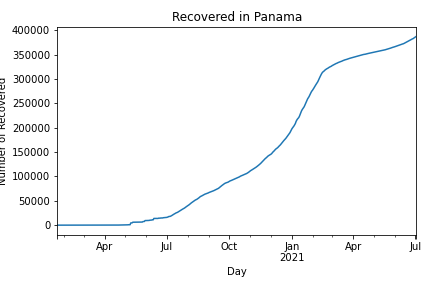 Recovered in Panama
400000
350000
300000
250000
200000
150000
100000
50000
0
Number of Recovered
Apr
Jul
Oct
Jan
2021
Apr
Jul
Day